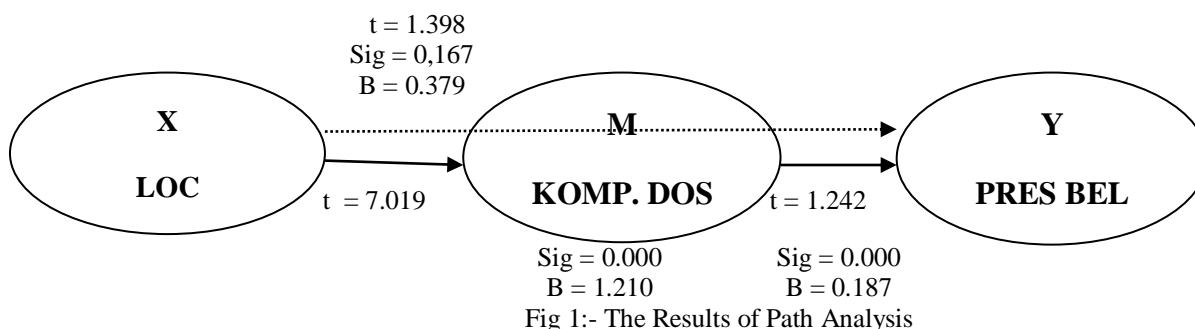 t = 1.398
Sig = 0,167
B = 0.379
X
LOC
t = 7.019
M
KOMP. DOS
t = 1.242
Y
PRES BEL
Sig = 0.000
B = 1.210
Sig = 0.000
B = 0.187
Fig 1:- The Results of Path Analysis